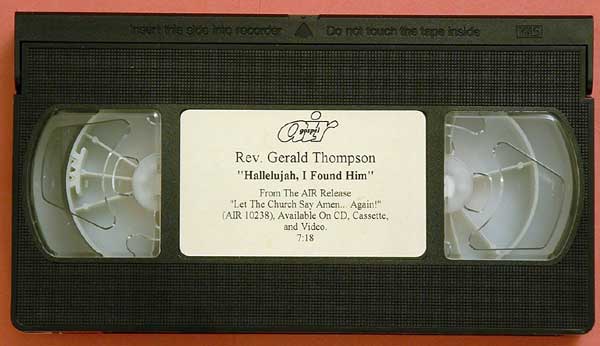 Insert this side into recorder Do not touch the tape inside VHS
air gospel
Rev. Gerald Thompson
"Hallelujah, I Found Him"
From The AIR Release
"Let The Church Say Amen... Again!"
(AIR 10238), Available On CD, Cassette,
and Video.
7:18